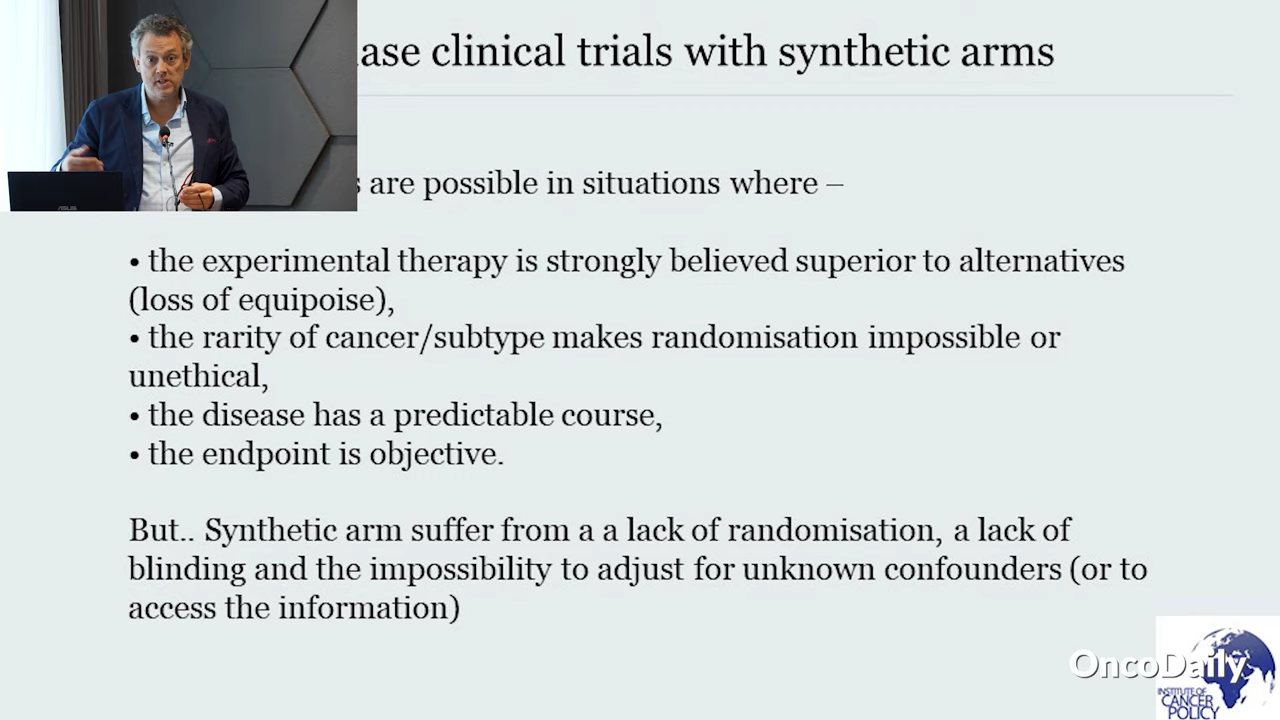 ase clinical trials with synthetic arms
s are possible in situations where –
• the experimental therapy is strongly believed superior to alternatives
(loss of equipoise),
• the rarity of cancer/subtype makes randomisation impossible or
unethical,
• the disease has a predictable course,
• the endpoint is objective.
But.. Synthetic arm suffer from a a lack of randomisation, a lack of
blinding and the impossibility to adjust for unknown confounders (or to
access the information)
ASUS
OncoDaily
INSTITUTE OF
CANCER
POLICY